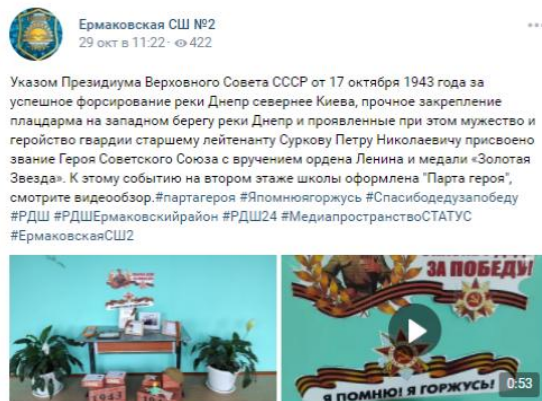 Ермаковская СШ №2
29 окт в 11:22 · 422
Указом Президиума Верховного Совета СССР от 17 октября 1943 года за
успешное форсирование реки Днепр севернее Киева, прочное закрепление
плацдарма на западном берегу реки Днепр и проявленные при этом мужество и
геройство гвардии старшему лейтенанту Суркову Петру Николаевичу присвоено
звание Героя Советского Союза с вручением ордена Ленина и медали «Золотая
Звезда». К этому событию на втором этаже школы оформлена "Парта героя",
смотрите видеообзор.#партагероя #Япомнюягоржусь #Спасибодедузапобеду
#РДШ #РДШЕрмаковскийрайон #РДШ24 #МедиапространствоСТАТУС
#ЕрмаковскаяСШ2
ЗА ПОБЕДУ!
Я ПОМНЮ! Я ГОРЖУСЬ!
0:53
1943